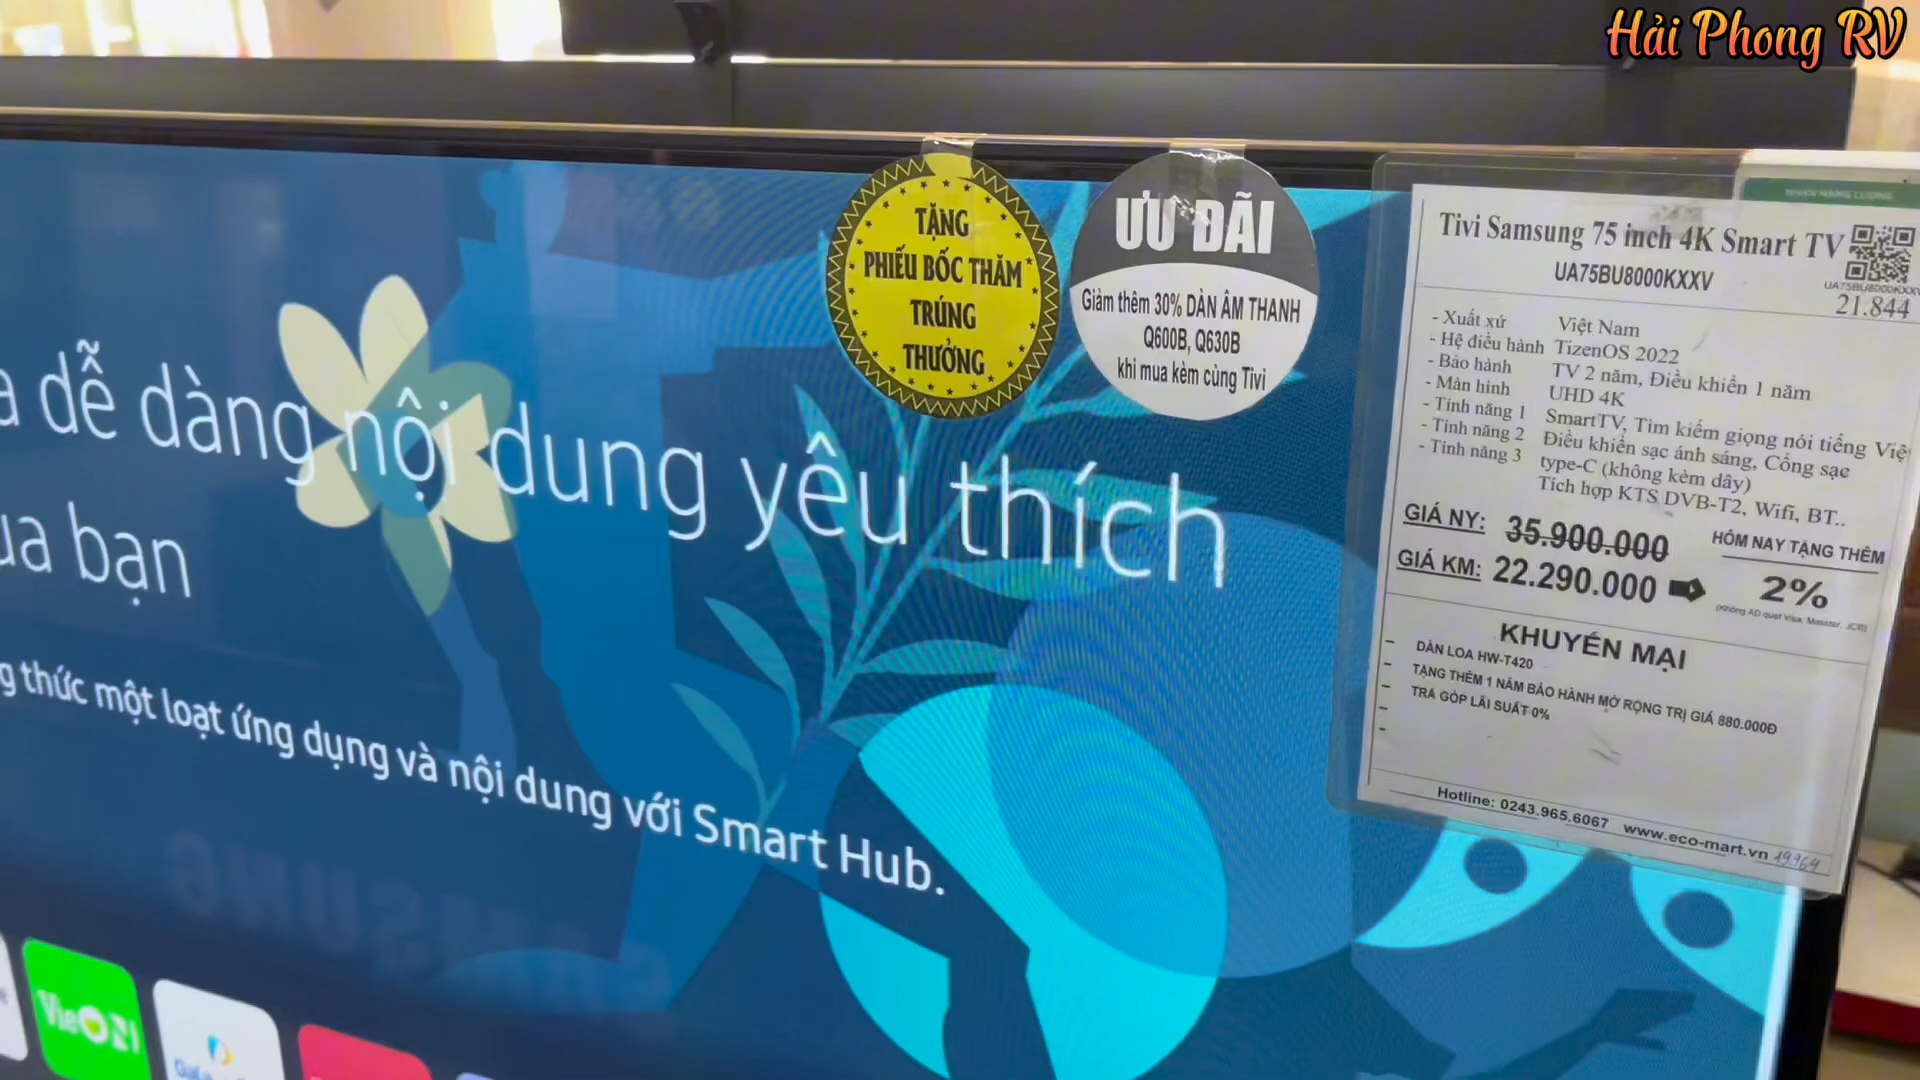 Hải Phong RV
TẶNG
PHIẾU BỐC THĂM
TRÚNG
THƯỞNG
ƯU ĐÃI
Giảm thêm 30% DÀN ÂM THANH
Q600B, Q630B
khi mua kèm cùng Tivi
a dễ dàng nội dung yêu thích
ua bạn
g thức một loạt ứng dụng và nội dung với Smart Hub.
SAMSUNG
VieON
Tivi Samsung 75 inch 4K Smart TV
UA75BU8000KXXV
UA75BU8000KXXV
21.844
- Xuất xứ Việt Nam
- Hệ điều hành TizenOS 2022
- Bảo hành TV 2 năm, Điều khiển 1 năm
- Màn hình UHD 4K
- Tính năng 1 SmartTV, Tìm kiếm giọng nói tiếng Việ
- Tính năng 2 Điều khiển sạc ánh sáng, Cổng sạc
type-C (không kèm dây)
- Tính năng 3 Tích hợp KTS DVB-T2, Wifi, BT..
GIÁ NY: 35.900.000
HÔM NAY TẶNG THÊM
GIÁ KM: 22.290.000
2%
KHUYẾN MẠI
- DÀN LOA HW-T420
- TẶNG THÊM 1 NĂM BẢO HÀNH MỞ RỘNG TRỊ GIÁ 880.000Đ
- TRẢ GÓP LÃI SUẤT 0%
-
-
Hotline: 0243.965.6067 www.eco-mart.vn 19.964